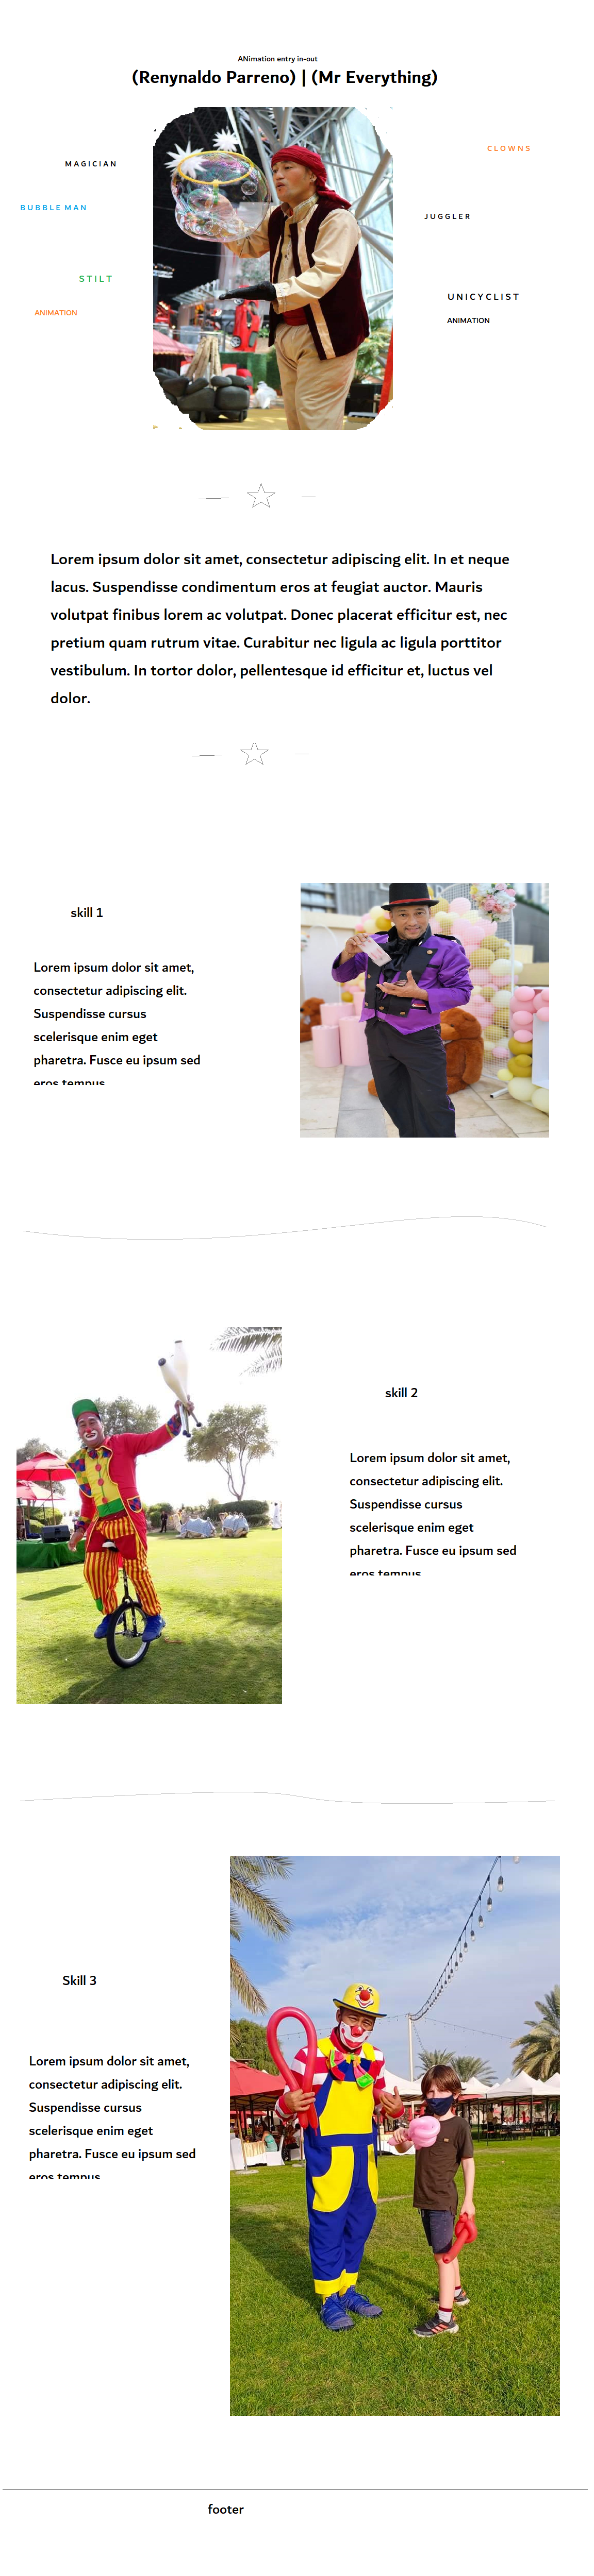 ANimation entry in-out
(Renynaldo Parreno) | (Mr Everything)
CLOWNS
MAGICIAN
BUBBLE MAN
JUGGLER
STILT
UNICYCLIST
ANIMATION
ANIMATION
Lorem ipsum dolor sit amet, consectetur adipiscing elit. In et neque
lacus. Suspendisse condimentum eros at feugiat auctor. Mauris
volutpat finibus lorem ac volutpat. Donec placerat efficitur est, nec
pretium quam rutrum vitae. Curabitur nec ligula ac ligula porttitor
vestibulum. In tortor dolor, pellentesque id efficitur et, luctus vel
dolor.
skill 1
Lorem ipsum dolor sit amet,
consectetur adipiscing elit.
Suspendisse cursus
scelerisque enim eget
pharetra. Fusce eu ipsum sed
eros tempus
skill 2
Lorem ipsum dolor sit amet,
consectetur adipiscing elit.
Suspendisse cursus
scelerisque enim eget
pharetra. Fusce eu ipsum sed
eros tempus
Skill 3
Lorem ipsum dolor sit amet,
consectetur adipiscing elit.
Suspendisse cursus
scelerisque enim eget
pharetra. Fusce eu ipsum sed
eros tempus
footer